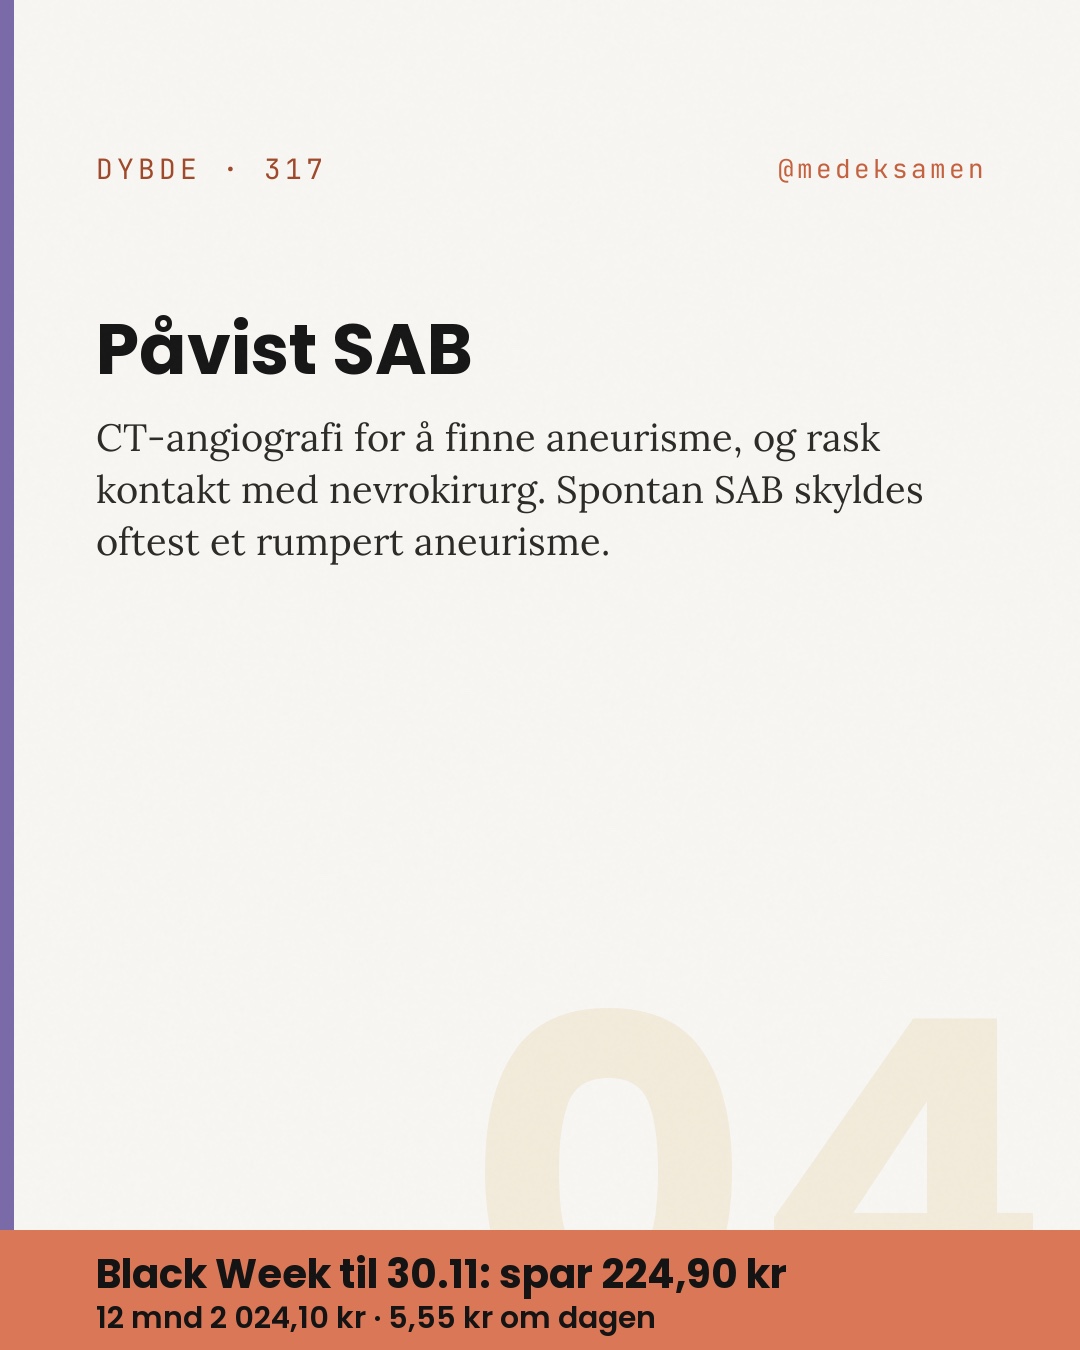 DYBDE · 317
@medeksamen
Påvist SAB
CT-angiografi for å finne aneurisme, og rask
kontakt med nevrokirurg. Spontan SAB skyldes
oftest et rumpert aneurisme.
04
Black Week til 30.11: spar 224,90 kr
12 mnd 2 024,10 kr · 5,55 kr om dagen